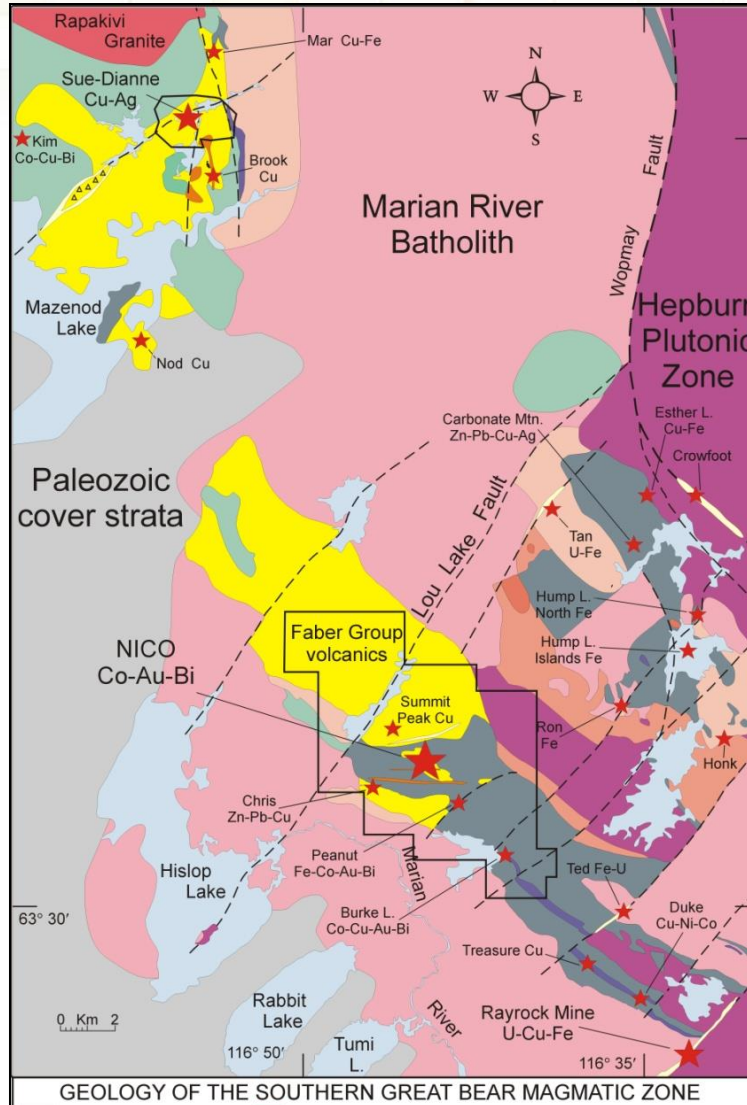 Rapakivi
Granite
Mar Cu-Fe
Sue-Dianne
Cu-Ag
Kim
Co-Cu-Bi
Brook
Cu
N
W E
S
Marian River
Batholith
Wopmay Fault
Mazenod
Lake
Nod Cu
Hepburn
Plutonic
Zone
Carbonate Mtn.
Zn-Pb-Cu-Ag
Esther L.
Cu-Fe
Crowfoot
Paleozoic
cover strata
Lou Lake Fault
Tan
U-Fe
Hump L.
North Fe
Hump L.
Islands Fe
Faber Group
volcanics
NICO
Co-Au-Bi
Summit
Peak Cu
Ron
Fe
Honk
Chris
Zn-Pb-Cu
Peanut
Fe-Co-Au-Bi
Marian River
Hislop
Lake
Burke L.
Co-Cu-Au-Bi
Ted Fe-U
Duke
Cu-Ni-Co
63° 30'
Treasure Cu
Rabbit
Lake
Rayrock Mine
U-Cu-Fe
0 Km 2
116° 50'
Tumi
L.
116° 35'
GEOLOGY OF THE SOUTHERN GREAT BEAR MAGMATIC ZONE